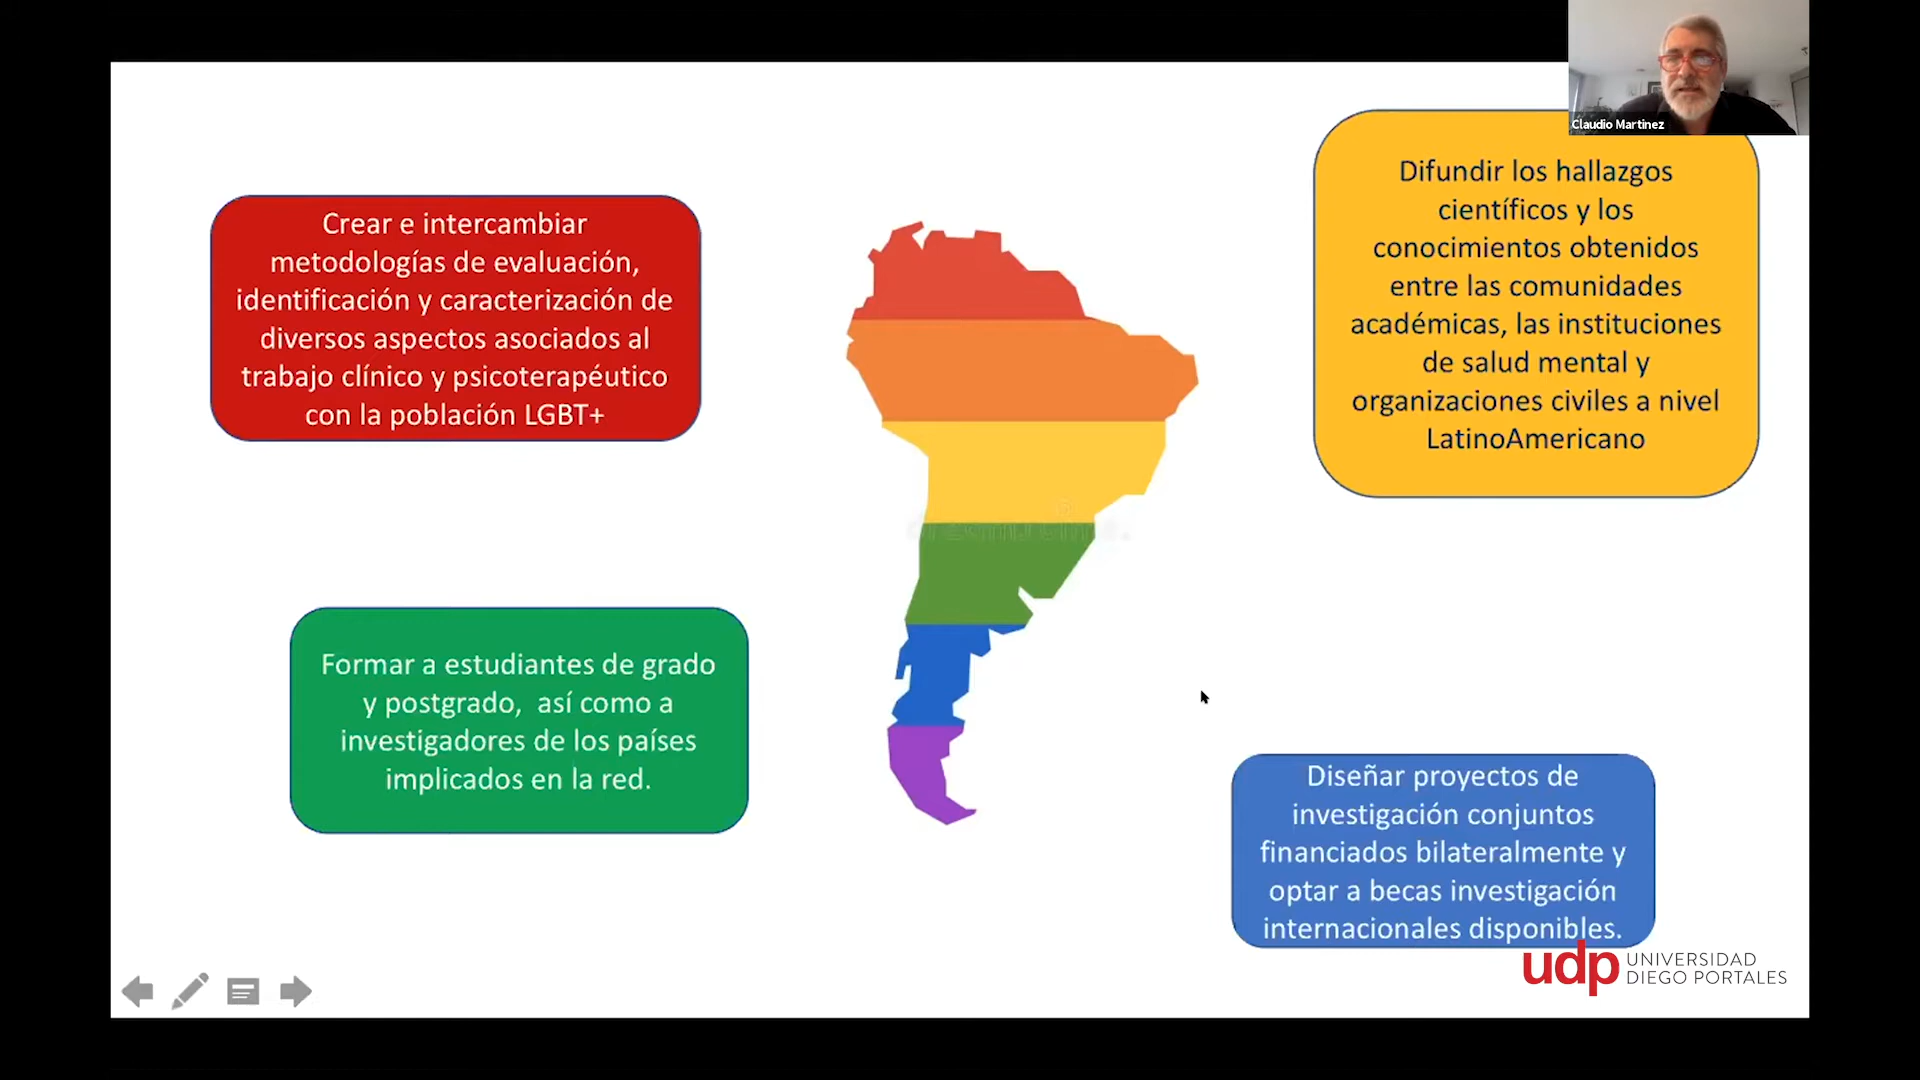 Claudio Martinez
Crear e intercambiar
metodologías de evaluación,
identificación y caracterización de
diversos aspectos asociados al
trabajo clínico y psicoterapéutico
con la población LGBT+
Difundir los hallazgos
científicos y los
conocimientos obtenidos
entre las comunidades
académicas, las instituciones
de salud mental y
organizaciones civiles a nivel
LatinoAmericano
Formar a estudiantes de grado
y postgrado,  así como a
investigadores de los países
implicados en la red.
Diseñar proyectos de
investigación conjuntos
financiados bilateralmente y
optar a becas investigación
internacionales disponibles.
udp UNIVERSIDAD
DIEGO PORTALES